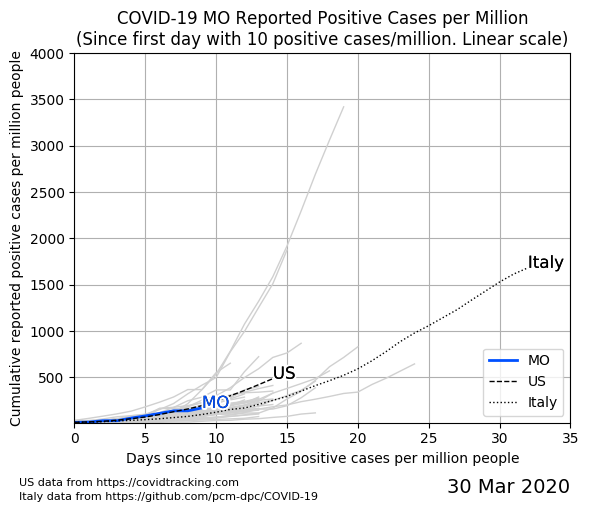 COVID-19 MO Reported Positive Cases per Million
(Since first day with 10 positive cases/million. Linear scale)
Cumulative reported positive cases per million people
4000
3500
3000
2500
2000
1500
1000
500
Italy
US
MO
MO
US
Italy
0 5 10 15 20 25 30 35
Days since 10 reported positive cases per million people
US data from https://covidtracking.com
Italy data from https://github.com/pcm-dpc/COVID-19
30 Mar 2020